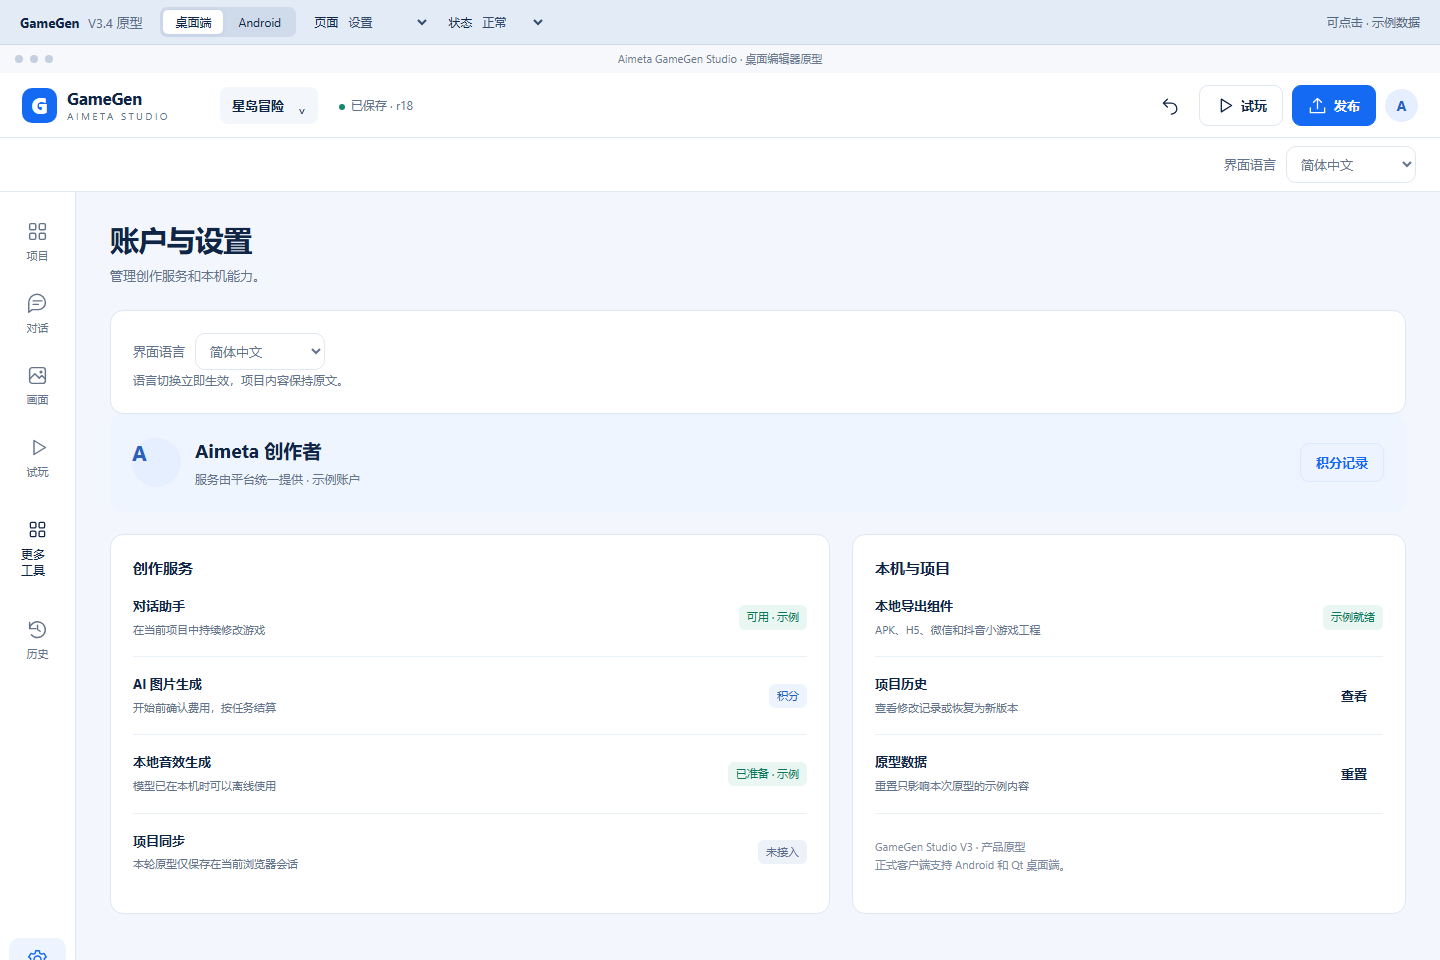 GameGen V3.4 原型 桌面端 Android 页面 设置 状态 正常 可点击 · 示例数据
Aimeta GameGen Studio · 桌面编辑器原型
G GameGen
AIMETA STUDIO
星岛冒险 已保存 · r18 试玩 发布 A
界面语言 简体中文
项目
对话
画面
试玩
更多
工具
历史
账户与设置
管理创作服务和本机能力。
界面语言 简体中文
语言切换立即生效，项目内容保持原文。
A Aimeta 创作者
服务由平台统一提供 · 示例账户
积分记录
创作服务
对话助手
在当前项目中持续修改游戏
可用 · 示例
AI 图片生成
开始前确认费用，按任务结算
积分
本地音效生成
模型已在本机时可以离线使用
已准备 · 示例
项目同步
本轮原型仅保存在当前浏览器会话
未接入
本机与项目
本地导出组件
APK、H5、微信和抖音小游戏工程
示例就绪
项目历史
查看修改记录或恢复为新版本
查看
原型数据
重置只影响本次原型的示例内容
重置
GameGen Studio V3 · 产品原型
正式客户端支持 Android 和 Qt 桌面端。